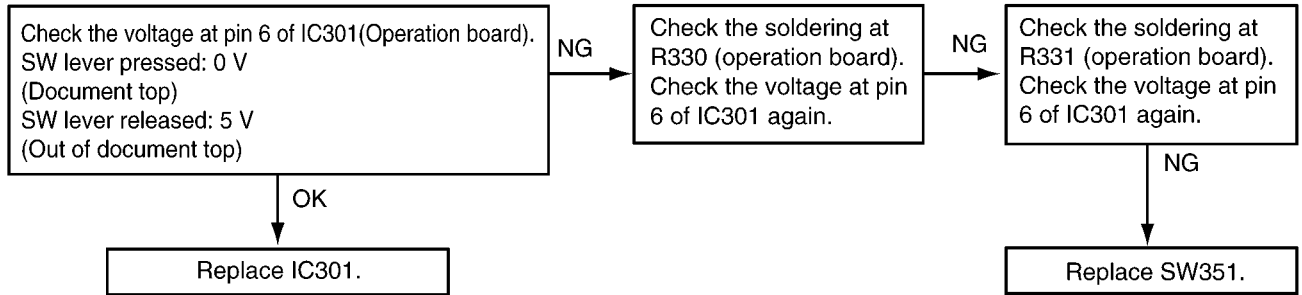 Check the voltage at pin 6 of IC301(Operation board).
SW lever pressed: 0 V
(Document top)
SW lever released: 5 V
(Out of document top)
NG
Check the soldering at
R330 (operation board).
Check the voltage at pin
6 of IC301 again.
NG
Check the soldering at
R331 (operation board).
Check the voltage at pin
6 of IC301 again.
OK
NG
Replace IC301.
Replace SW351.